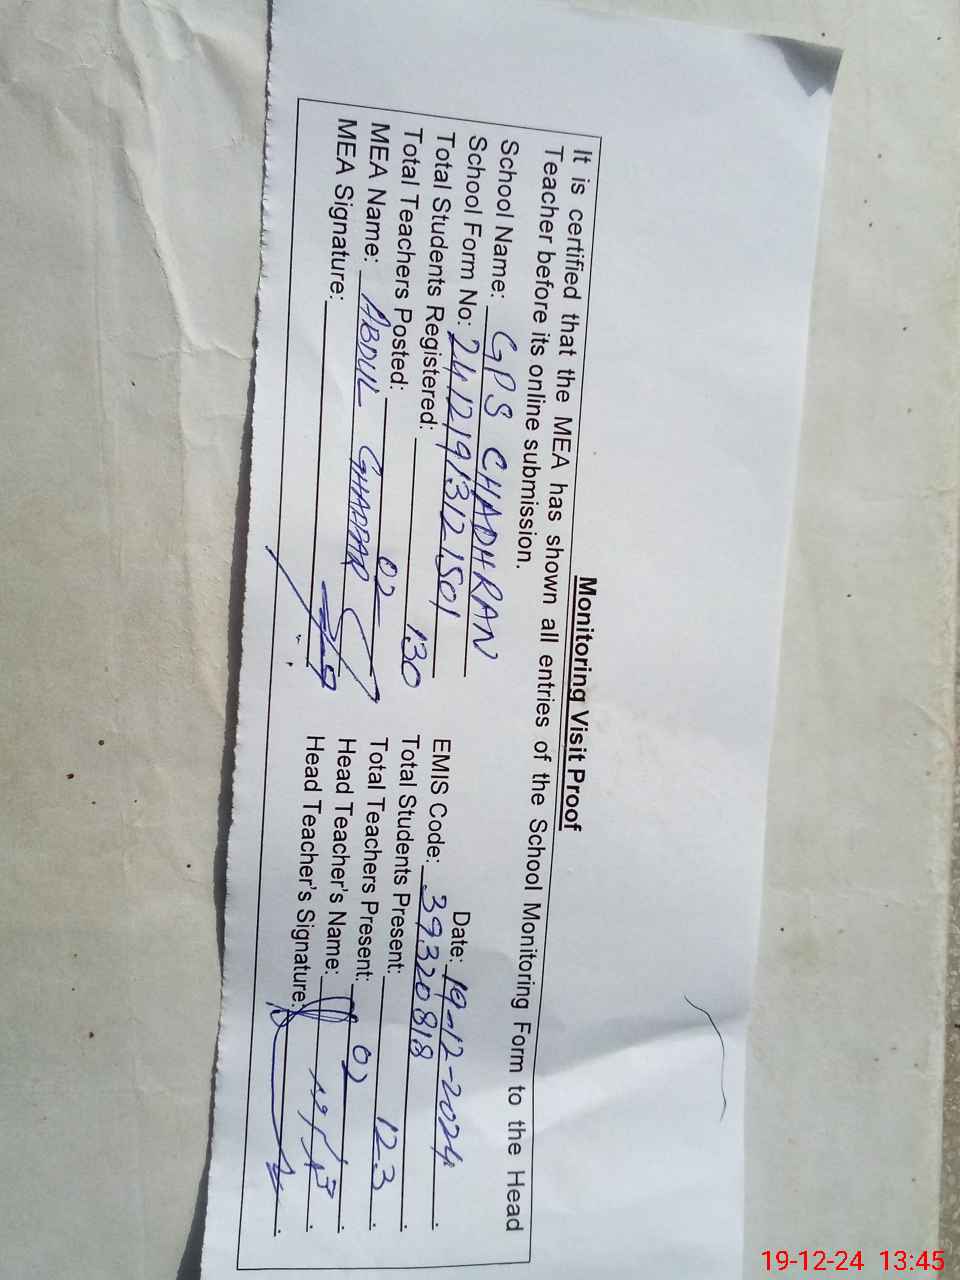 Monitoring Visit Proof
It is certified that the MEA has shown all entries of the School Monitoring Form to the Head
Teacher before its online submission.
Date: 19-12-2024
School Name: GPS CHADHRAN
EMIS Code: 39320818
School Form No: 24121913121501
Total Students Present: 123
Total Students Registered: 130
Total Teachers Present: 02
Total Teachers Posted: 02
Head Teacher's Name:
MEA Name: ABDUL GHAFFAR
Head Teacher's Signature:
MEA Signature:
19-12-24 13:45